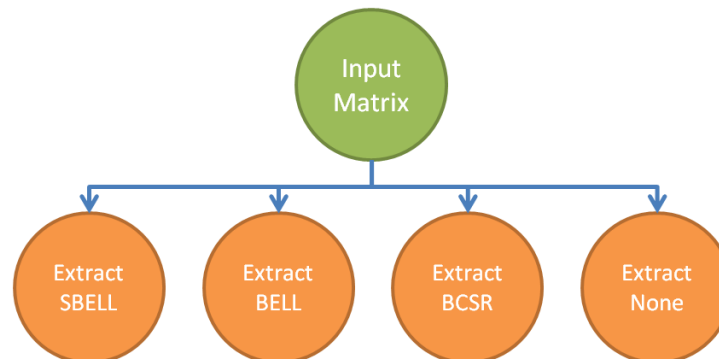 Input
Matrix
Extract
SBELL
Extract
BELL
Extract
BCSR
Extract
None